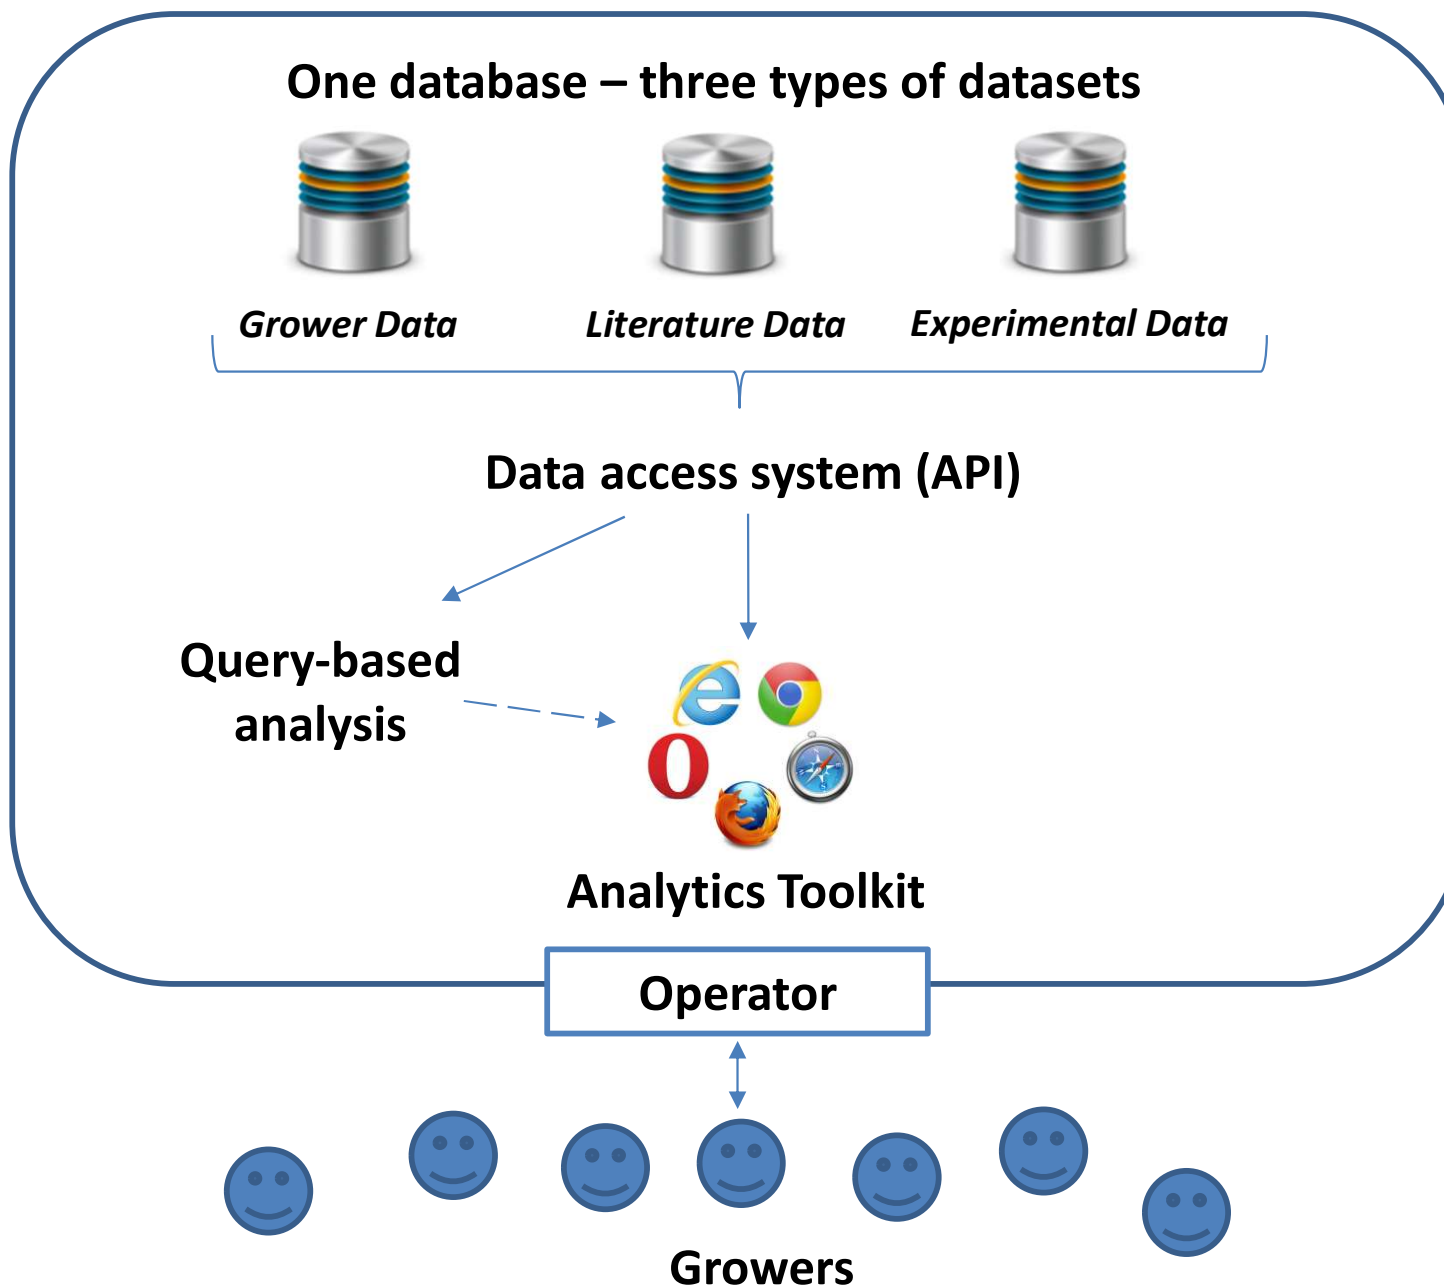 One database – three types of datasets
Grower Data
Literature Data
Experimental Data
Data access system (API)
Query-based
analysis
Analytics Toolkit
Operator
Growers